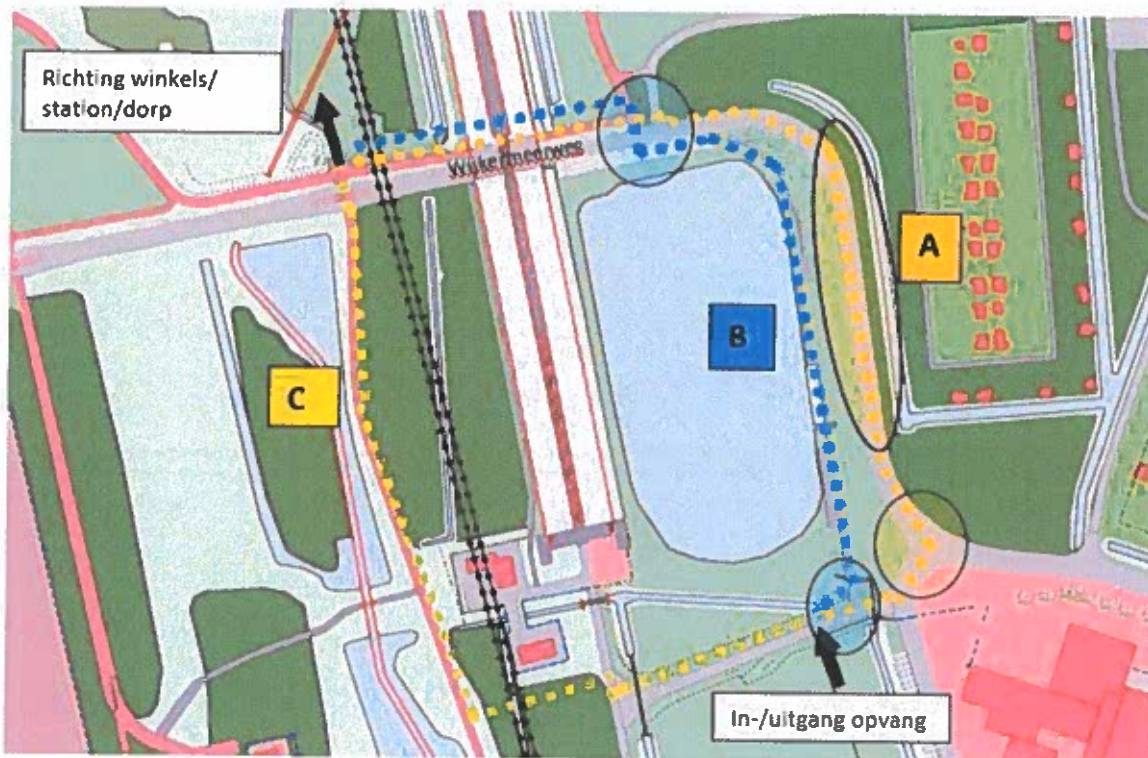 Richting winkels/
station/dorp
A
B
C
In-/uitgang opvang